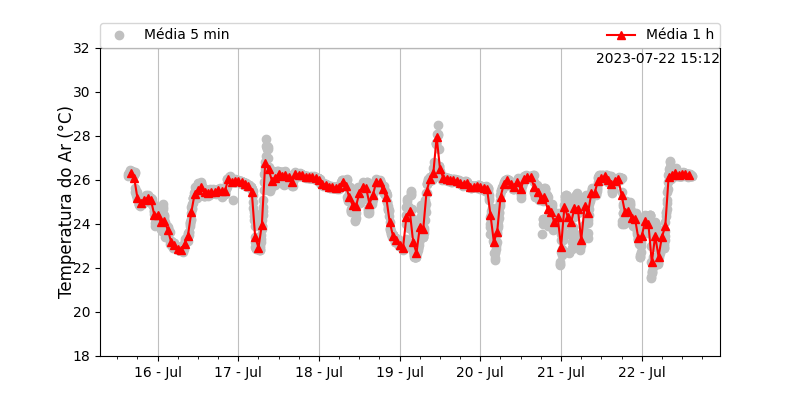 Média 5 min
Média 1 h
2023-07-22 15:12
Temperatura do Ar (°C)
32
30
28
26
24
22
20
18
16 - Jul
17 - Jul
18 - Jul
19 - Jul
20 - Jul
21 - Jul
22 - Jul